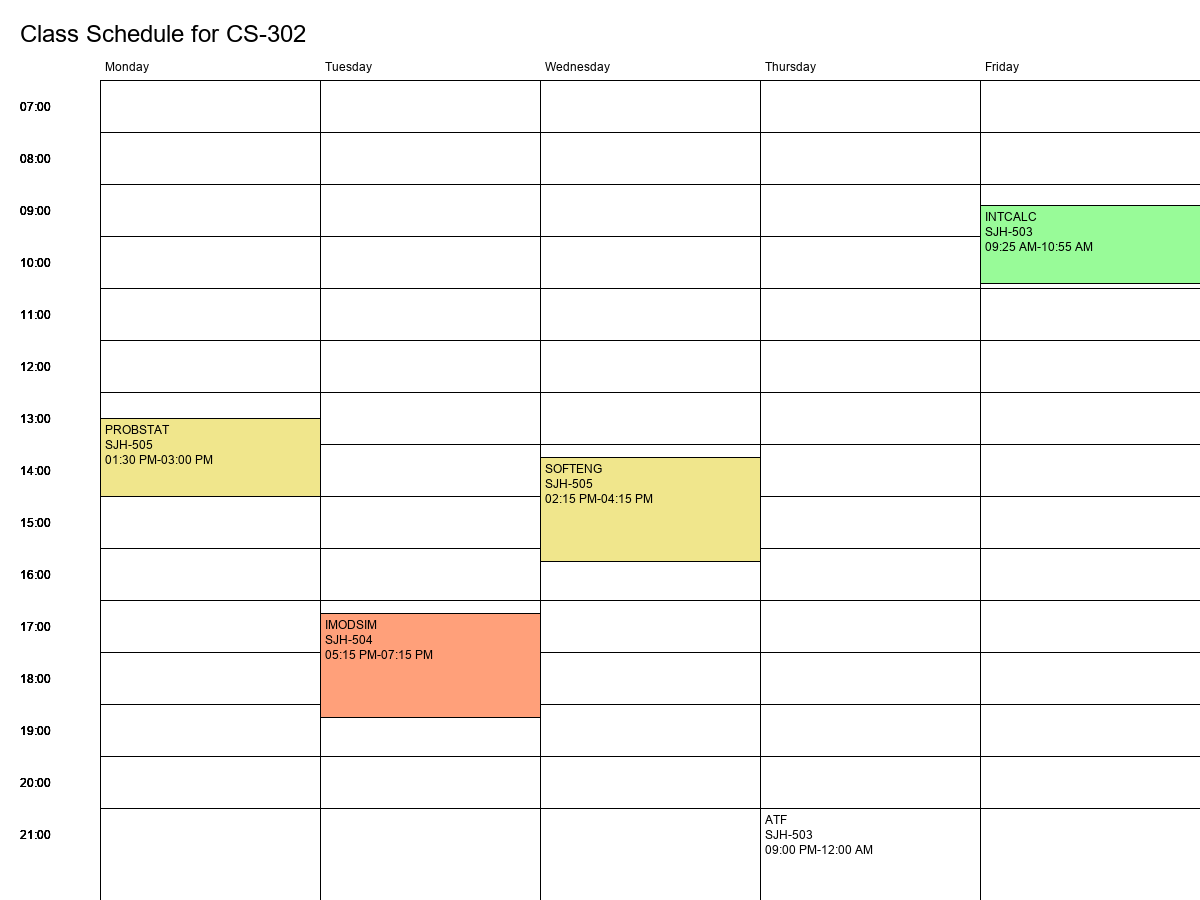 Class Schedule for CS-302
Monday Tuesday Wednesday Thursday Friday
07:00
08:00
09:00
INTCALC
SJH-503
09:25 AM-10:55 AM
10:00
11:00
12:00
13:00
PROBSTAT
SJH-505
01:30 PM-03:00 PM
14:00
SOFTENG
SJH-505
02:15 PM-04:15 PM
15:00
16:00
17:00
IMODSIM
SJH-504
05:15 PM-07:15 PM
18:00
19:00
20:00
21:00
ATF
SJH-503
09:00 PM-12:00 AM